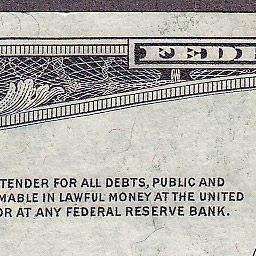 FEDE
TENDER FOR ALL DEBTS, PUBLIC AND
MABLE IN LAWFUL MONEY AT THE UNITED
OR AT ANY FEDERAL RESERVE BANK.